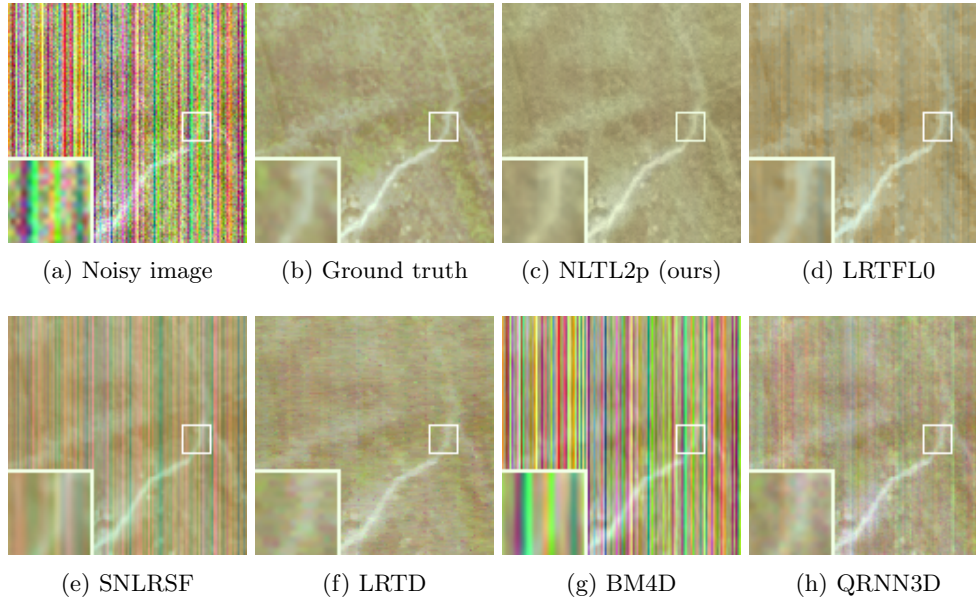 (a) Noisy image
(b) Ground truth
(c) NLTL2p (ours)
(d) LRTFL0
(e) SNLRSF
(f) LRTD
(g) BM4D
(h) QRNN3D